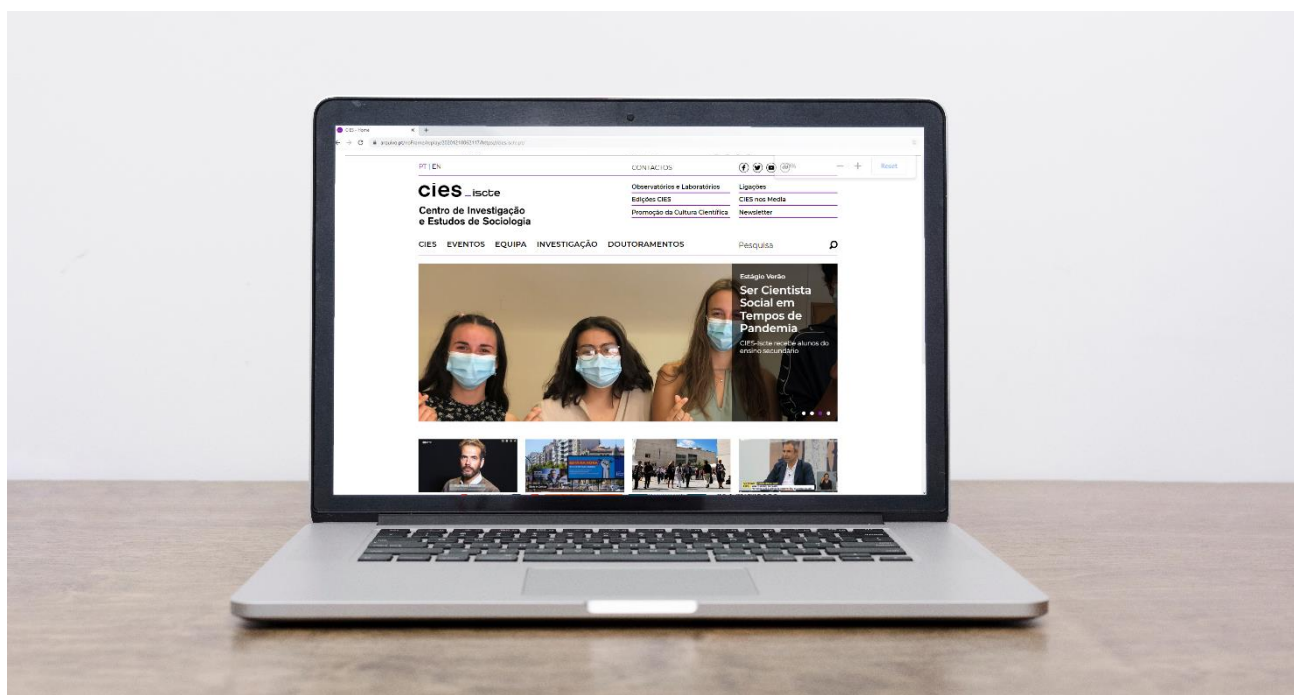 CIES - Home
PT | EN
CONTACTOS
Reset
cies_iscte
Centro de Investigação
e Estudos de Sociologia
Observatórios e Laboratórios
Edições CIES
Promoção da Cultura Científica
Ligações
CIES nos Media
Newsletter
CIES EVENTOS EQUIPA INVESTIGAÇÃO DOUTORAMENTOS
Pesquisa
Estágio Verão
Ser Cientista
Social em
Tempos de
Pandemia
CIES-Iscte recebe alunos do
ensino secundário